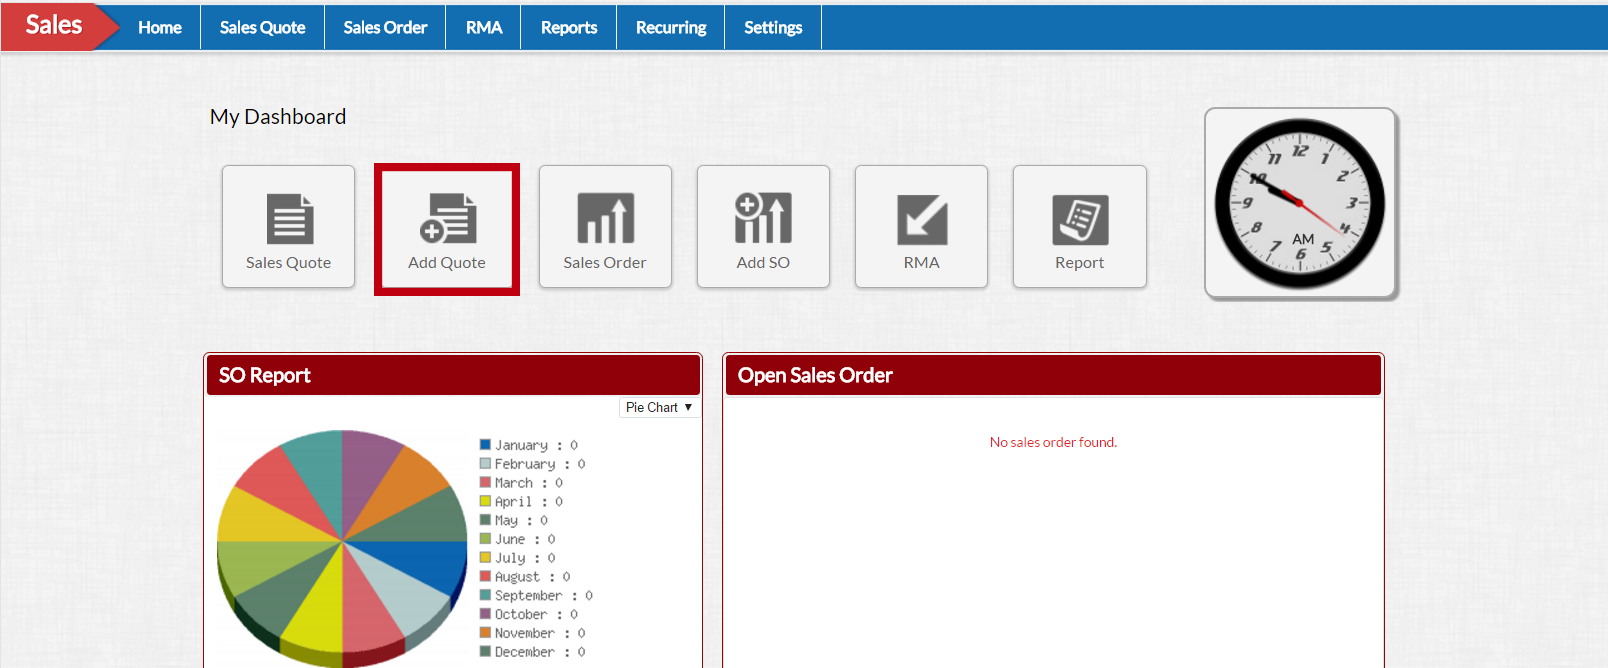 Sales Home Sales Quote Sales Order RMA Reports Recurring Settings
My Dashboard
Sales Quote Add Quote Sales Order Add SO RMA Report
12
1
2
3
4
5
6
7
8
9
10
11
AM
SO Report
Pie Chart ▼
January : 0
February : 0
March : 0
April : 0
May : 0
June : 0
July : 0
August : 0
September : 0
October : 0
November : 0
December : 0
Open Sales Order
No sales order found.